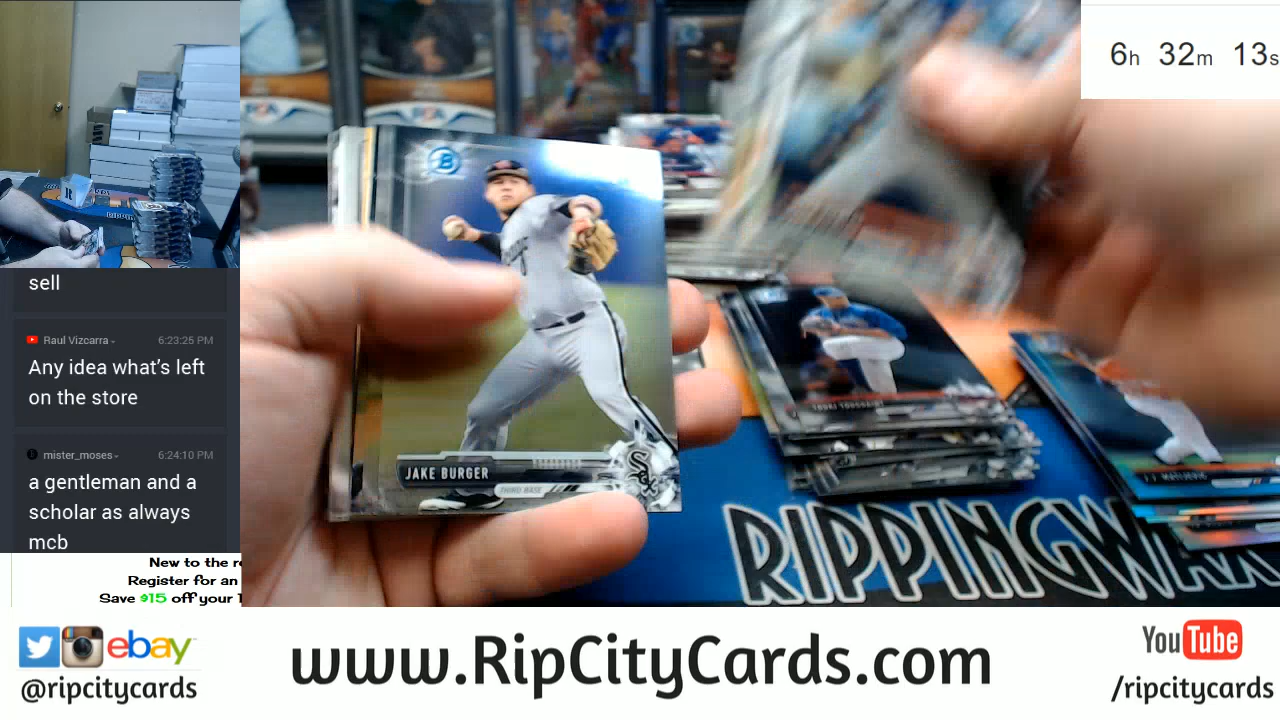 6h 32m 13s
sell
Raul Vizcarra
6:23:25 PM
Any idea what's left
on the store
mister_moses
6:24:10 PM
a gentleman and a
scholar as always
mcb
New to the
Register for an
Save $15 off your
B
JAKE BURGER
THIRD BASE
Sox
RIPPINGWAX
ebay
@ripcitycards
www.RipCityCards.com
YouTube
/ripcitycards